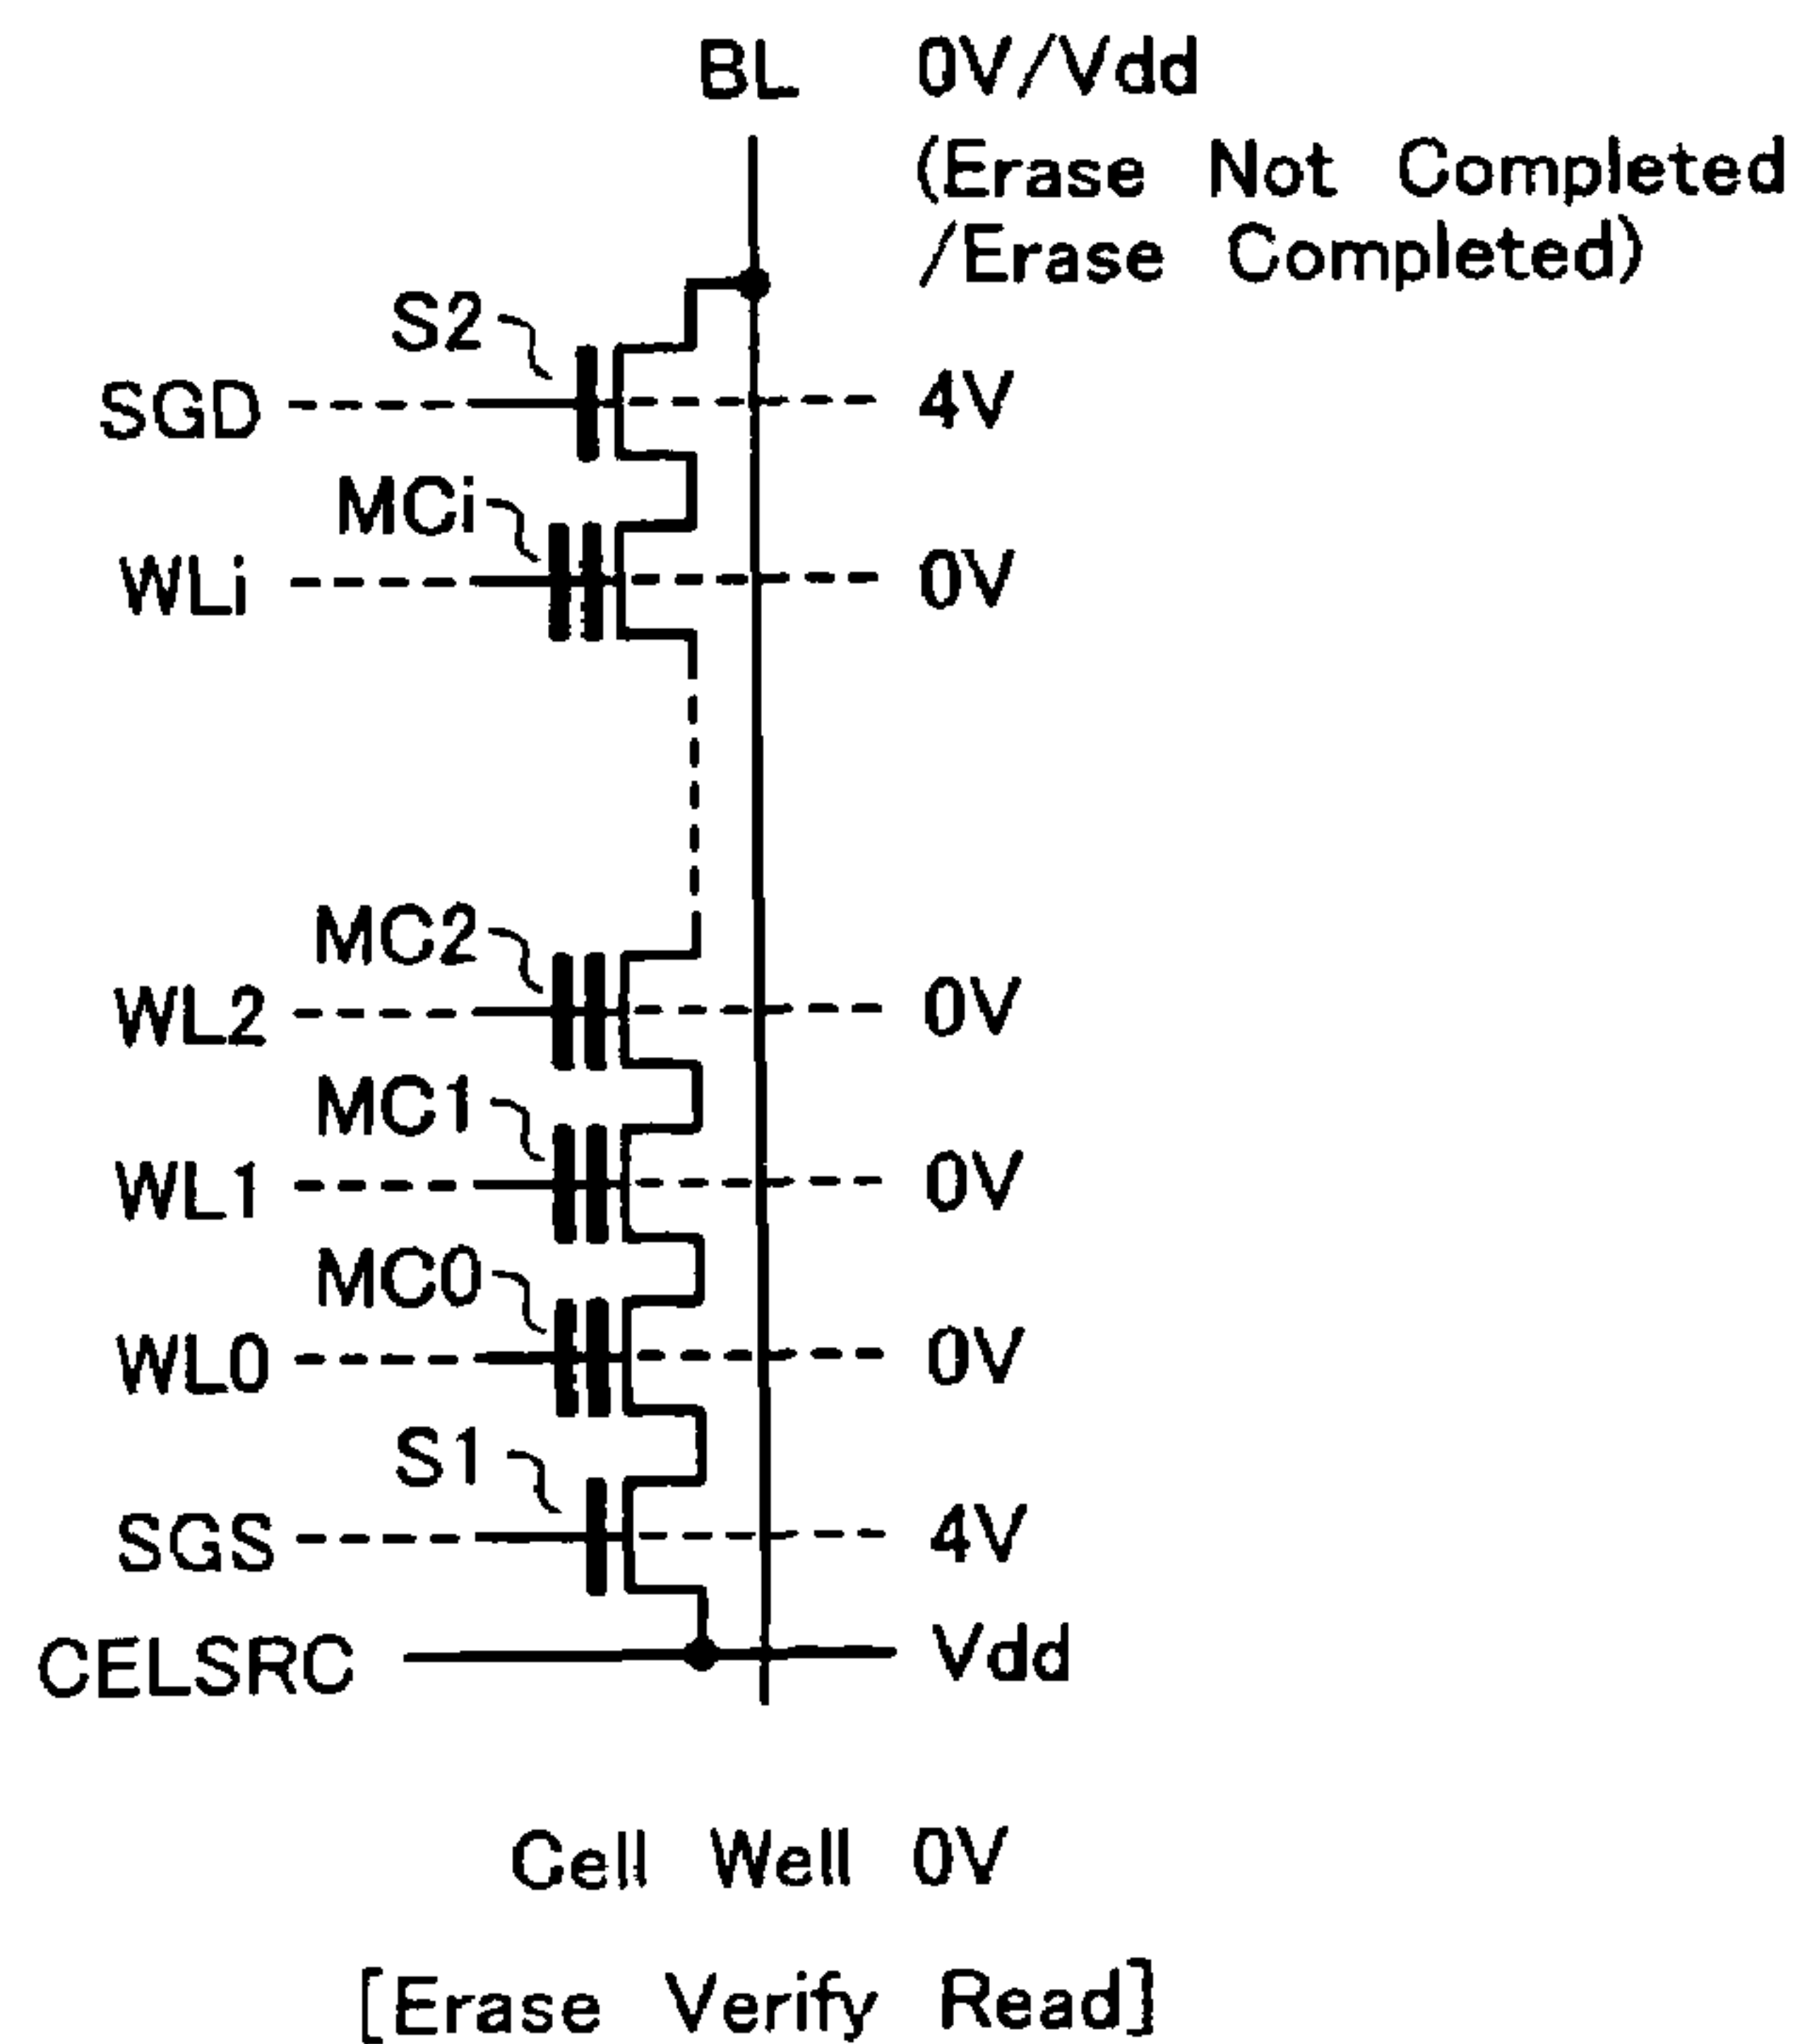 BL 0V/Vdd
(Erase Not Completed
/Erase Completed)
S2
SGD 4V
MCi
WLi 0V
MC2
WL2 0V
MC1
WL1 0V
MC0
WL0 0V
S1
SGS 4V
CELSRC Vdd
Cell Well 0V
[Erase Verify Read]